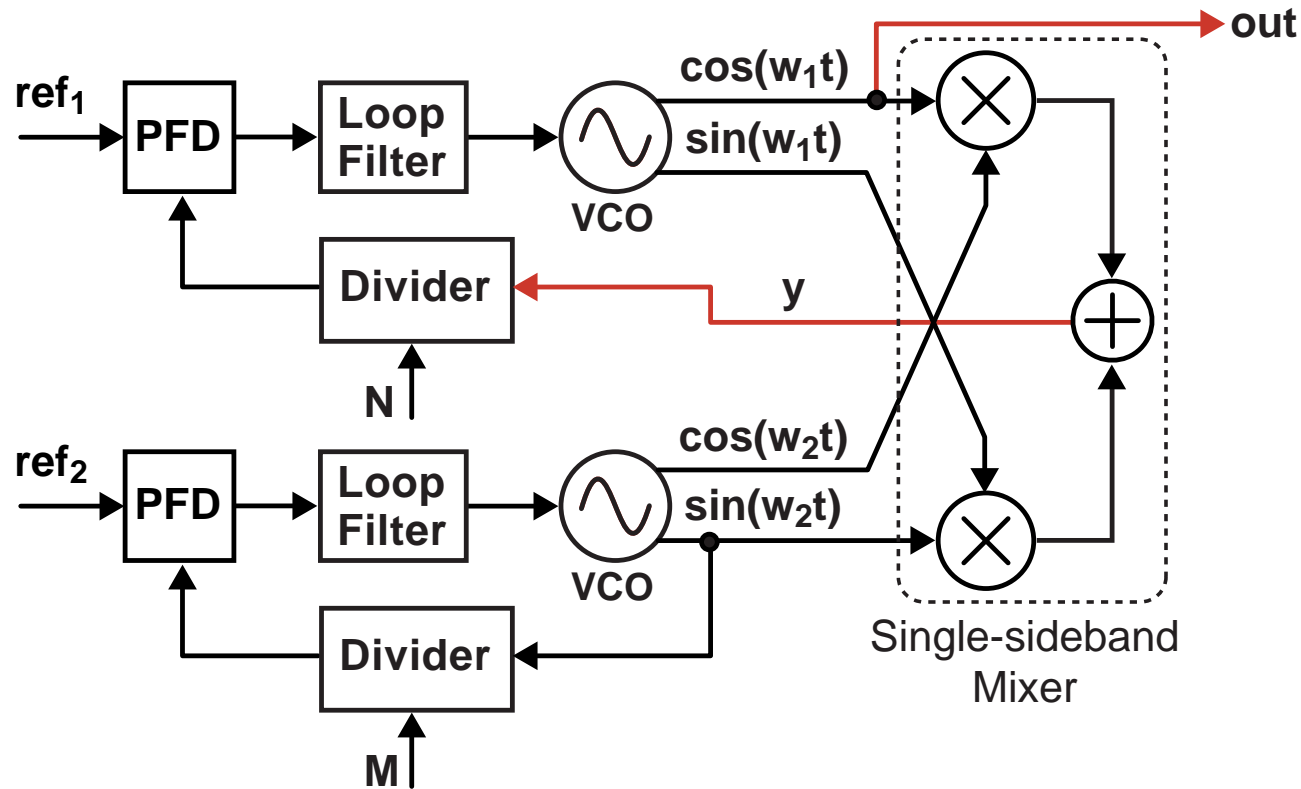 out
cos(w₁t)
ref₁
PFD
Loop
Filter
sin(w₁t)
VCO
Divider
y
N
cos(w₂t)
ref₂
PFD
Loop
Filter
sin(w₂t)
VCO
Divider
Single-sideband
Mixer
M